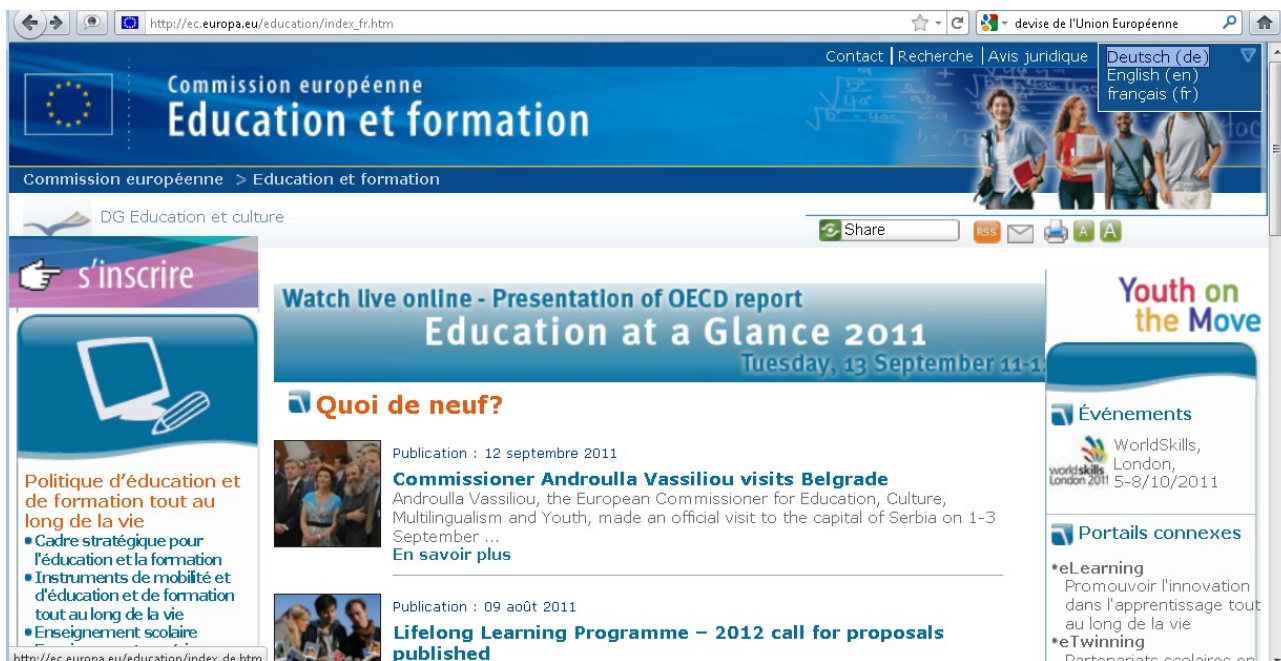 http://ec.europa.eu/education/index_fr.htm
devise de l'Union Européenne
Contact | Recherche | Avis juridique
Deutsch (de)
English (en)
français (fr)
Commission européenne
Education et formation
Commission européenne > Education et formation
DG Education et culture
Share
RSS
A
A
s'inscrire
Politique d'éducation et
de formation tout au
long de la vie
Cadre stratégique pour
l'éducation et la formation
Instruments de mobilité et
d'éducation et de formation
tout au long de la vie
Enseignement scolaire
http://ec.europa.eu/education/index_de.htm
Watch live online - Presentation of OECD report
Education at a Glance 2011
Tuesday, 13 September 11-1
Quoi de neuf?
Publication : 12 septembre 2011
Commissioner Androulla Vassiliou visits Belgrade
Androulla Vassiliou, the European Commissioner for Education, Culture,
Multilingualism and Youth, made an official visit to the capital of Serbia on 1-3
September ...
En savoir plus
Publication : 09 août 2011
Lifelong Learning Programme – 2012 call for proposals
published
Youth on
the Move
Événements
worldskills
London 2011
WorldSkills,
London,
5-8/10/2011
Portails connexes
•eLearning
Promouvoir l'innovation
dans l'apprentissage tout
au long de la vie
•eTwinning
Partenariats scolaires en